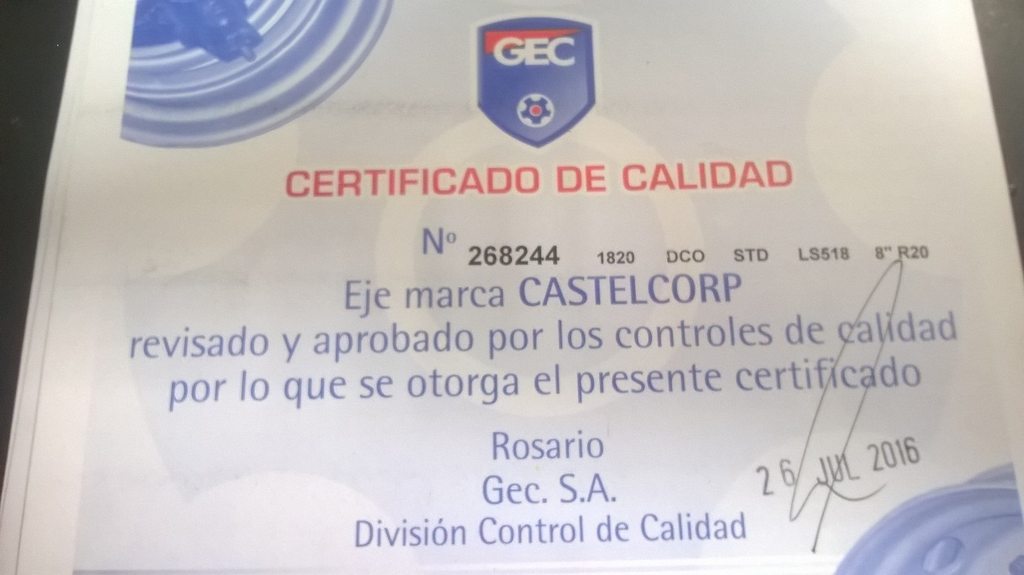 GEC
CERTIFICADO DE CALIDAD
Nº 268244 1820 DCO STD LS518 8" R20
Eje marca CASTELCORP
revisado y aprobado por los controles de calidad
por lo que se otorga el presente certificado
Rosario
Gec. S.A.
División Control de Calidad
26 JUL 2016